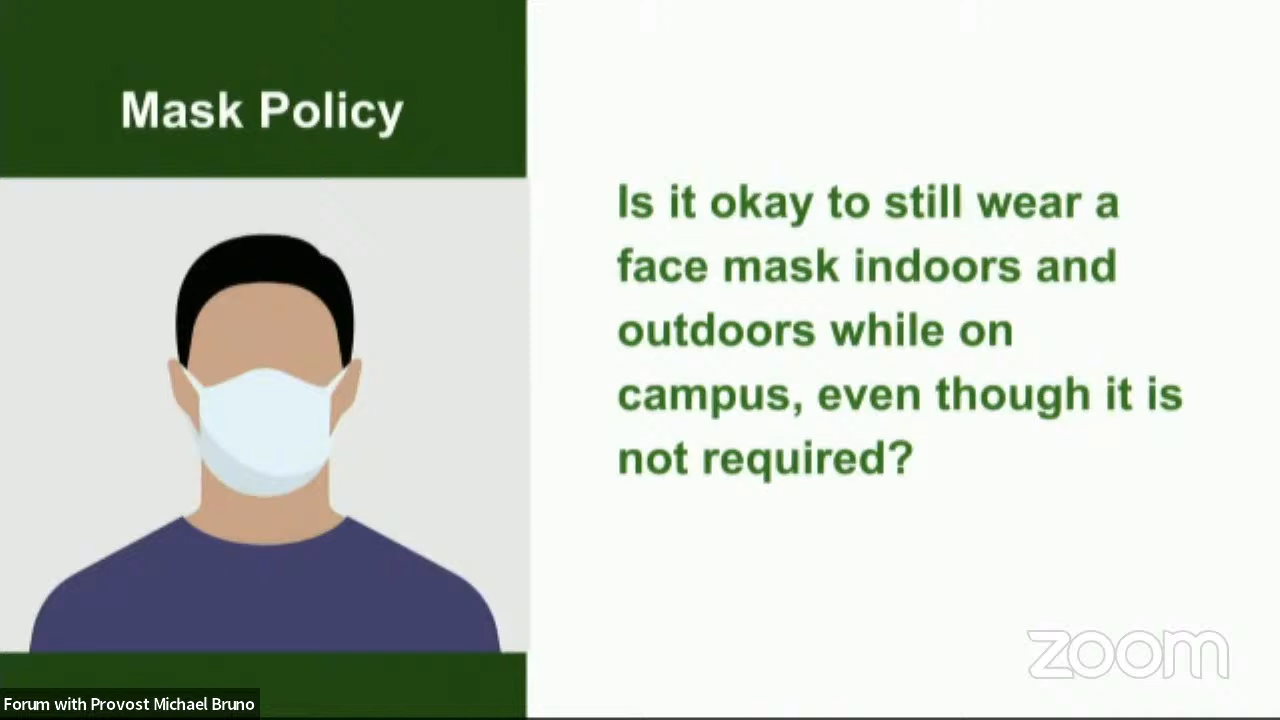 Mask Policy
Is it okay to still wear a
face mask indoors and
outdoors while on
campus, even though it is
not required?
zoom
Forum with Provost Michael Bruno